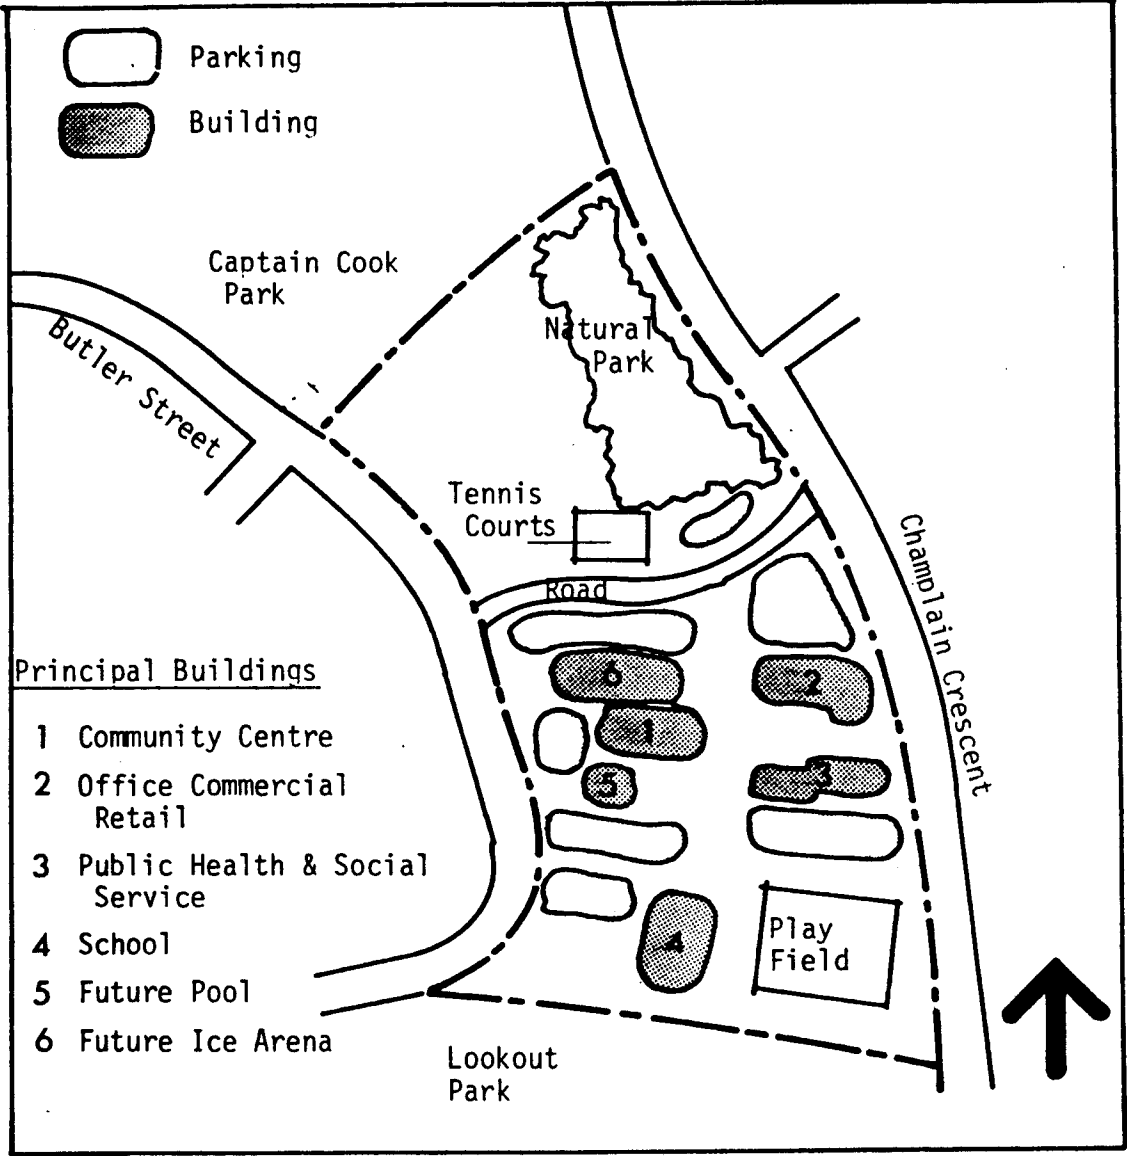 Parking
Building
Captain Cook
Park
Butler Street
Natural
Park
Tennis
Courts
Road
Champlain Crescent
6
2
1
3
5
4
Play
Field
Principal Buildings
1 Community Centre
2 Office Commercial
Retail
3 Public Health & Social
Service
4 School
5 Future Pool
6 Future Ice Arena
Lookout
Park